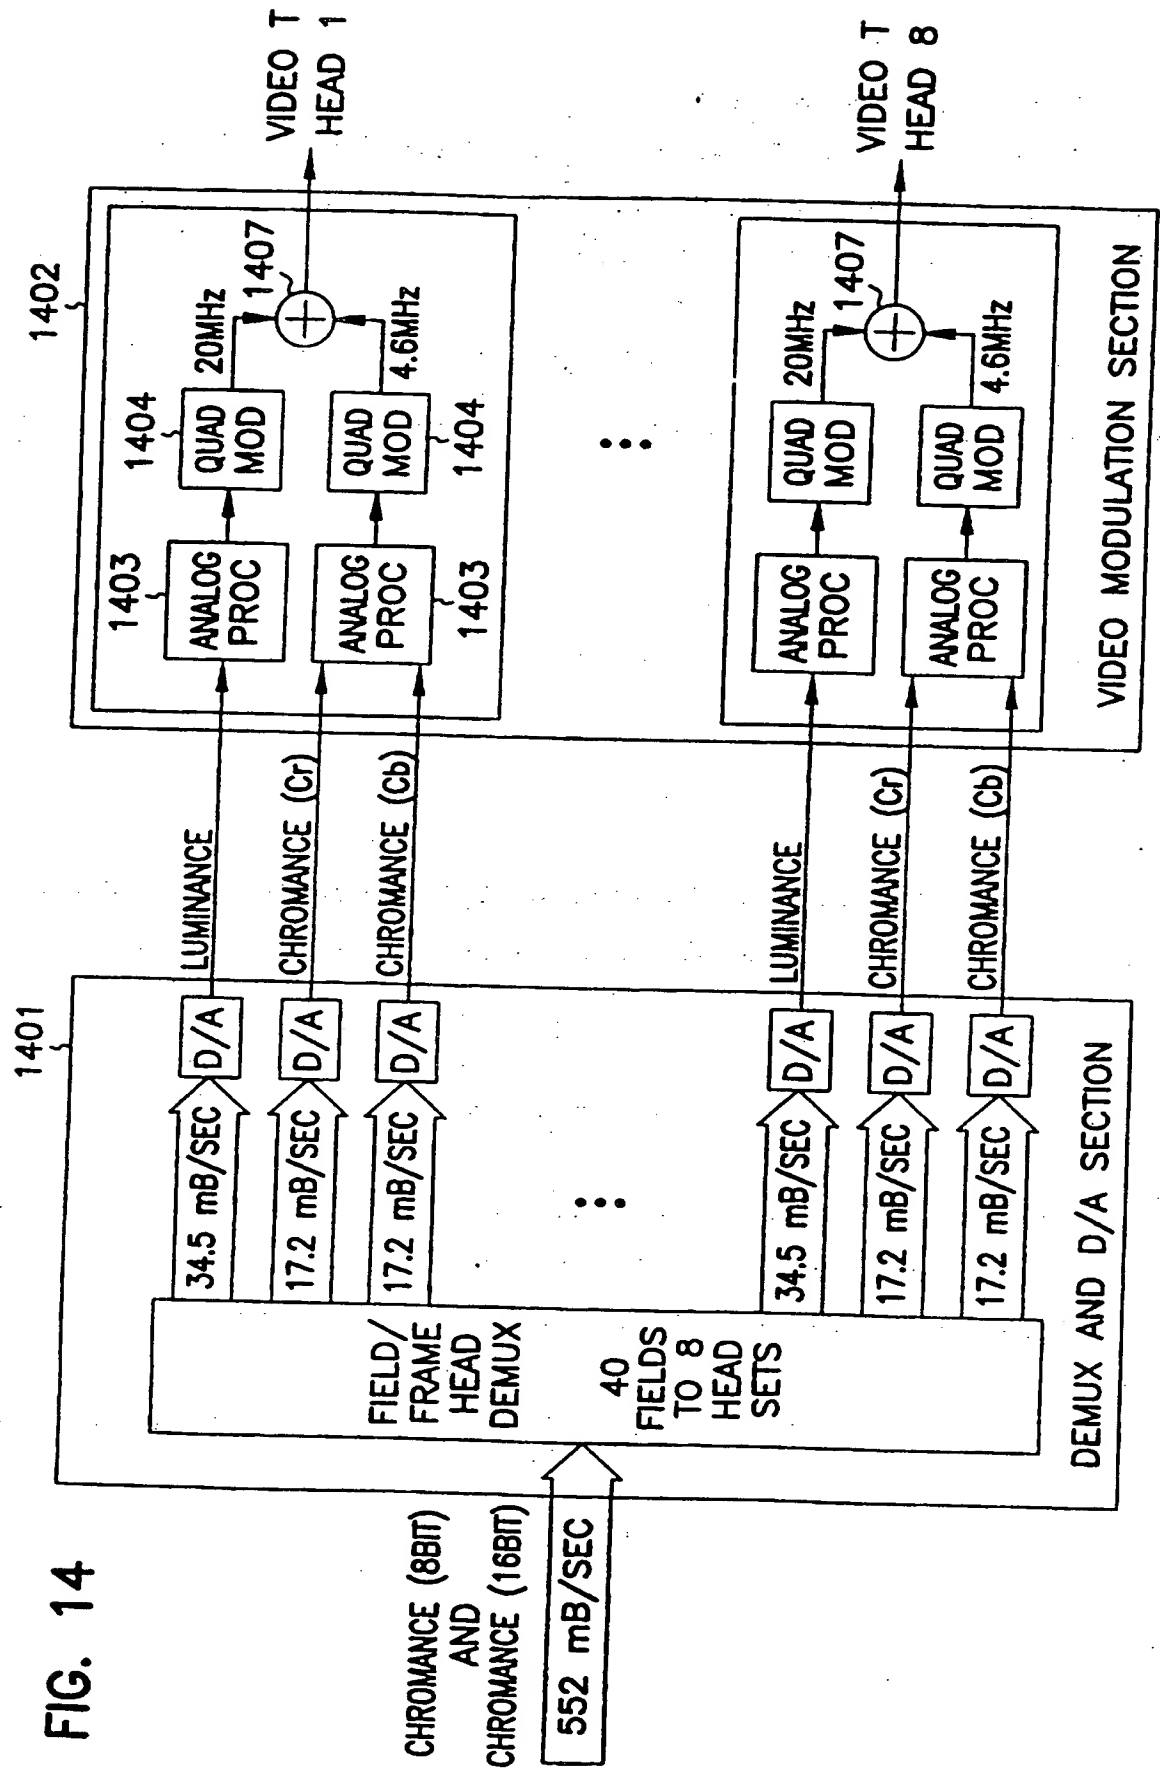 FIG. 14
CHROMANCE (8BIT)
AND
CHROMANCE (16BIT)
552 mB/SEC
1401
FIELD/
FRAME
HEAD
DEMUX
40
FIELDS
TO 8
HEAD
SETS
34.5 mB/SEC
D/A
LUMINANCE
17.2 mB/SEC
D/A
CHROMANCE (Cr)
17.2 mB/SEC
D/A
CHROMANCE (Cb)
34.5 mB/SEC
D/A
LUMINANCE
17.2 mB/SEC
D/A
CHROMANCE (Cr)
17.2 mB/SEC
D/A
CHROMANCE (Cb)
DEMUX AND D/A SECTION
1402
1403
ANALOG
PROC
1404
QUAD
MOD
20MHz
1407
VIDEO T
HEAD 1
ANALOG
PROC
1403
QUAD
MOD
1404
4.6MHz
ANALOG
PROC
QUAD
MOD
20MHz
1407
VIDEO T
HEAD 8
ANALOG
PROC
QUAD
MOD
4.6MHz
VIDEO MODULATION SECTION